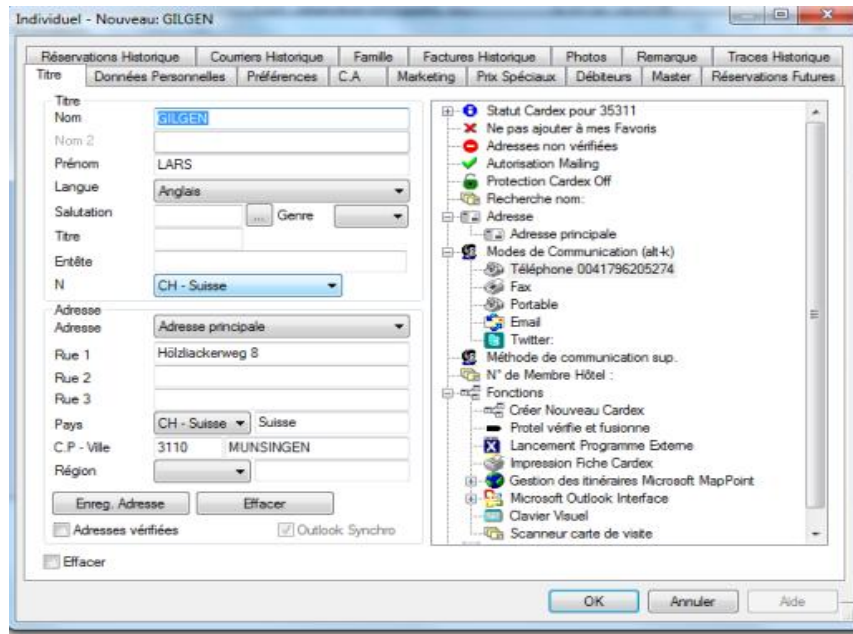 Individuel - Nouveau: GILGEN
Réservations Historique Courriers Historique Famille Factures Historique Photos Remarque Traces Historique
Titre Données Personnelles Préférences C.A Marketing Prix Spéciaux Débiteurs Master Réservations Futures
Titre
Nom GILGEN
Nom 2
Prénom LARS
Langue Anglais
Salutation ... Genre
Titre
Entête
N CH - Suisse
Adresse
Adresse Adresse principale
Rue 1 Hölzliackerweg 8
Rue 2
Rue 3
Pays CH - Suisse Suisse
C.P - Ville 3110 MUNSINGEN
Région
Enreg. Adresse Effacer
Adresses vérifiées Outlook Synchro
Effacer
Statut Cardex pour 35311
Ne pas ajouter à mes Favoris
Adresses non vérifiées
Autorisation Mailing
Protection Cardex Off
Recherche nom:
Adresse
Adresse principale
Modes de Communication (alt-k)
Téléphone 0041796205274
Fax
Portable
Email
Twitter:
Méthode de communication sup.
N° de Membre Hôtel :
Fonctions
Créer Nouveau Cardex
Protel vérifie et fusionne
Lancement Programme Externe
Impression Fiche Cardex
Gestion des itinéraires Microsoft MapPoint
Microsoft Outlook Interface
Clavier Visuel
Scanneur carte de visite
OK Annuler Aide